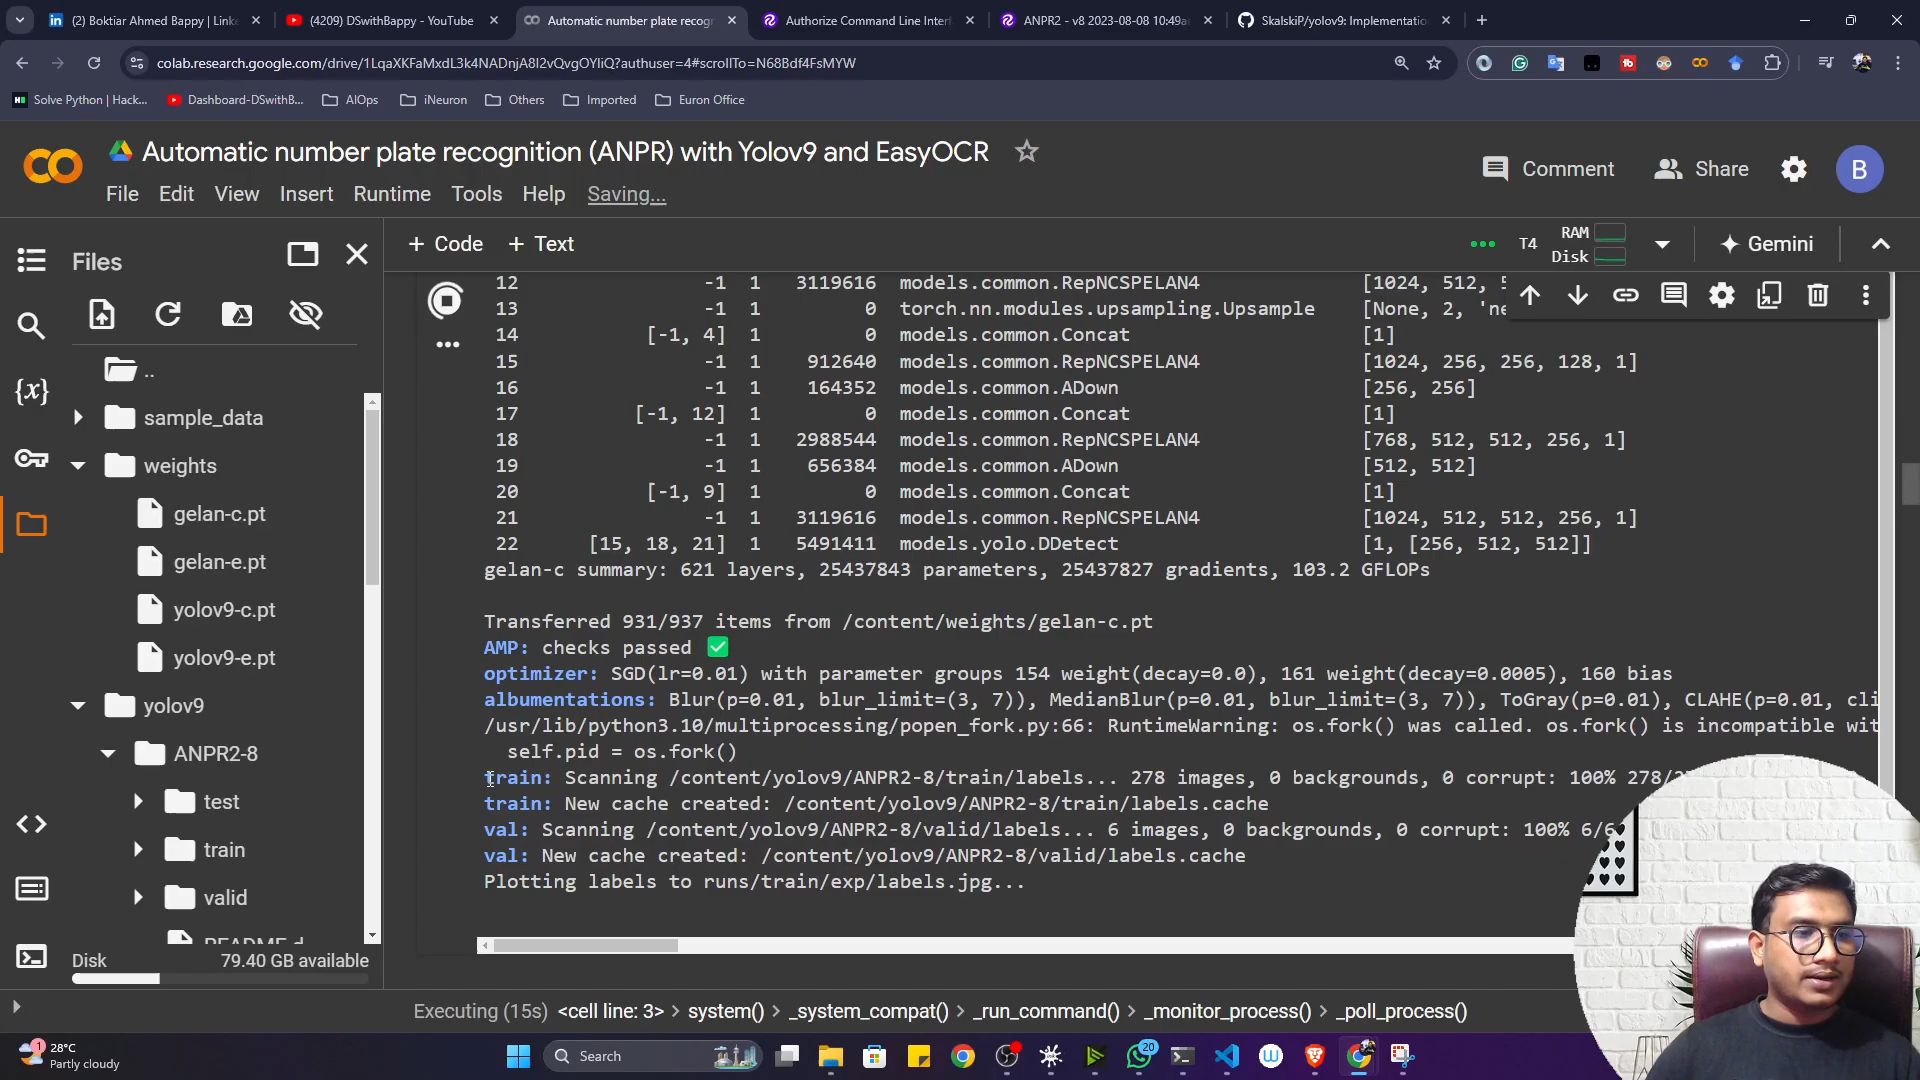 (2) Boktiar Ahmed Bappy | Linke
(4209) DSwithBappy - YouTube
Automatic number plate recogn
Authorize Command Line Interf
ANPR2 - v8 2023-08-08 10:49a
SkalskiP/yolov9: Implementatio
colab.research.google.com/drive/1LqaXKFaMxdL3k4NADnjA8I2vQvgOYliQ?authuser=4#scrollTo=N68Bdf4FsMYW
Solve Python | Hack...
Dashboard-DSwithB...
AIOps
iNeuron
Others
Imported
Euron Office
Automatic number plate recognition (ANPR) with Yolov9 and EasyOCR
Comment
Share
B
File Edit View Insert Runtime Tools Help Saving...
+ Code + Text
T4
RAM
Disk
Gemini
Files
..
sample_data
weights
gelan-c.pt
gelan-e.pt
yolov9-c.pt
yolov9-e.pt
yolov9
ANPR2-8
test
train
valid
Disk 79.40 GB available
12 -1 1 3119616 models.common.RepNCSPELAN4 [1024, 512, 5
13 -1 1 0 torch.nn.modules.upsampling.Upsample [None, 2, 'ne
14 [-1, 4] 1 0 models.common.Concat [1]
15 -1 1 912640 models.common.RepNCSPELAN4 [1024, 256, 256, 128, 1]
16 -1 1 164352 models.common.ADown [256, 256]
17 [-1, 12] 1 0 models.common.Concat [1]
18 -1 1 2988544 models.common.RepNCSPELAN4 [768, 512, 512, 256, 1]
19 -1 1 656384 models.common.ADown [512, 512]
20 [-1, 9] 1 0 models.common.Concat [1]
21 -1 1 3119616 models.common.RepNCSPELAN4 [1024, 512, 512, 256, 1]
22 [15, 18, 21] 1 5491411 models.yolo.DDetect [1, [256, 512, 512]]
gelan-c summary: 621 layers, 25437843 parameters, 25437827 gradients, 103.2 GFLOPs
Transferred 931/937 items from /content/weights/gelan-c.pt
AMP: checks passed ✅
optimizer: SGD(lr=0.01) with parameter groups 154 weight(decay=0.0), 161 weight(decay=0.0005), 160 bias
albumentations: Blur(p=0.01, blur_limit=(3, 7)), MedianBlur(p=0.01, blur_limit=(3, 7)), ToGray(p=0.01), CLAHE(p=0.01, cli
/usr/lib/python3.10/multiprocessing/popen_fork.py:66: RuntimeWarning: os.fork() was called. os.fork() is incompatible wit
self.pid = os.fork()
train: Scanning /content/yolov9/ANPR2-8/train/labels... 278 images, 0 backgrounds, 0 corrupt: 100% 278/2
train: New cache created: /content/yolov9/ANPR2-8/train/labels.cache
val: Scanning /content/yolov9/ANPR2-8/valid/labels... 6 images, 0 backgrounds, 0 corrupt: 100% 6/6
val: New cache created: /content/yolov9/ANPR2-8/valid/labels.cache
Plotting labels to runs/train/exp/labels.jpg...
Executing (15s) <cell line: 3> > system() > _system_compat() > _run_command() > _monitor_process() > _poll_process()
1
28°C
Partly cloudy
Search
20